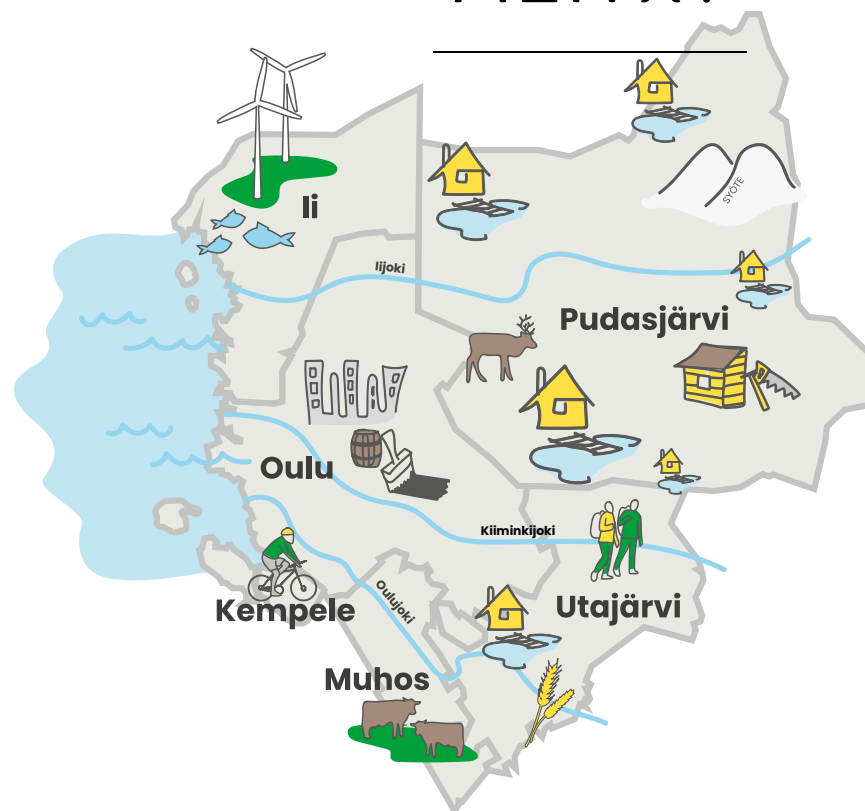 SYÖTE
Ii
Iijoki
Pudasjärvi
Oulu
Kiiminkijoki
Oulujoki
Kempele
Utajärvi
Muhos